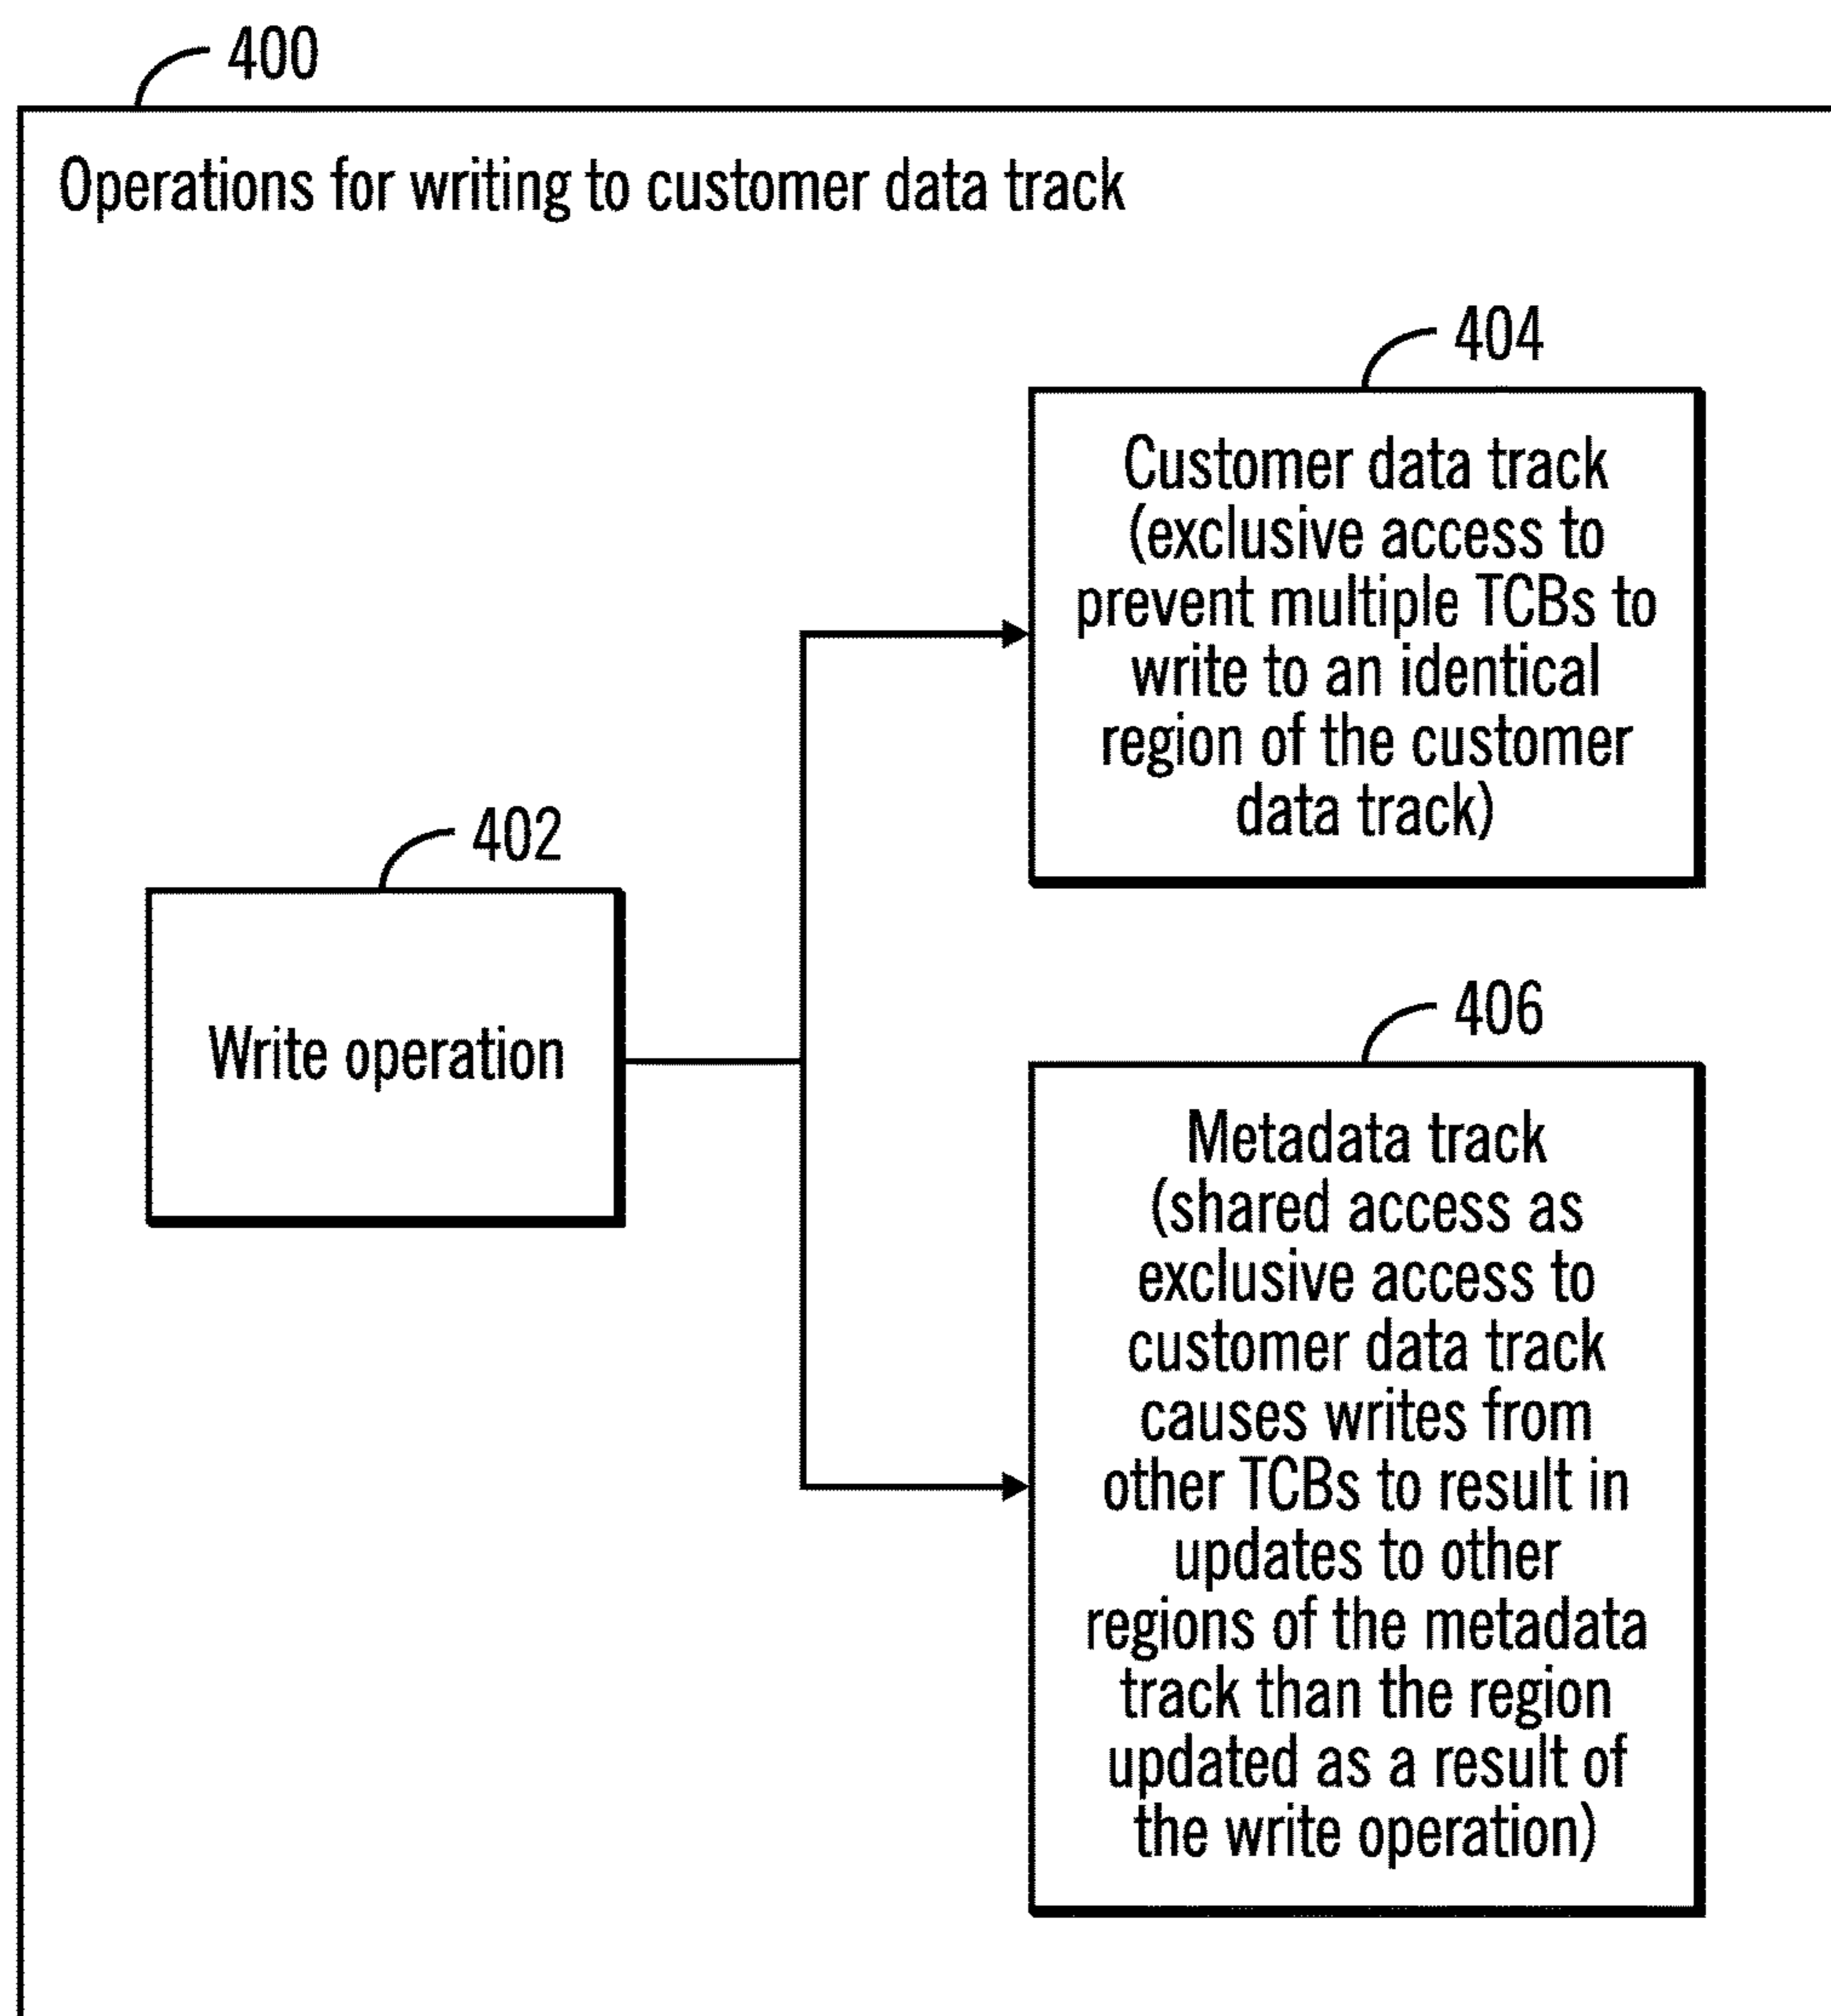 400
Operations for writing to customer data track
404
Customer data track
(exclusive access to
prevent multiple TCBs to
write to an identical
region of the customer
data track)
402
Write operation
406
Metadata track
(shared access as
exclusive access to
customer data track
causes writes from
other TCBs to result in
updates to other
regions of the metadata
track than the region
updated as a result of
the write operation)